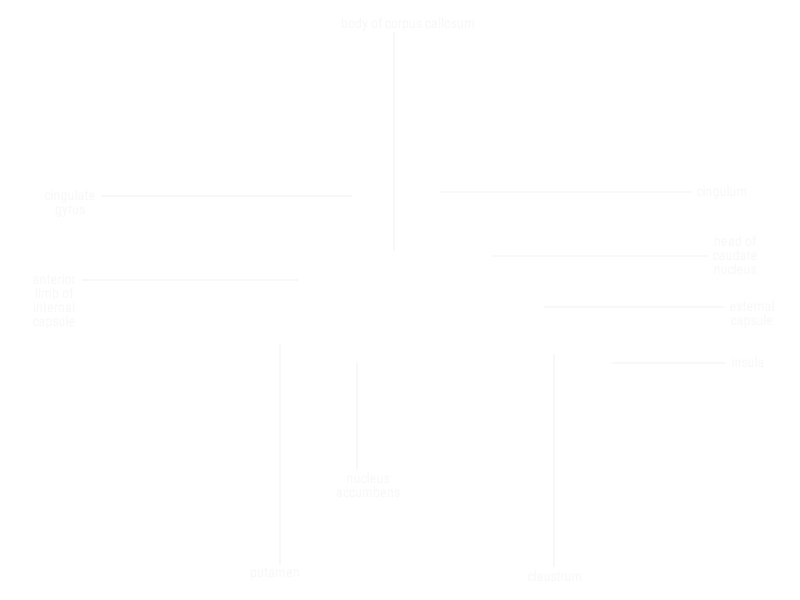 body of corpus callosum
cingulate
gyrus
cingulum
head of
caudate
nucleus
anterior
limb of
internal
capsule
external
capsule
insula
nucleus
accumbens
putamen
claustrum